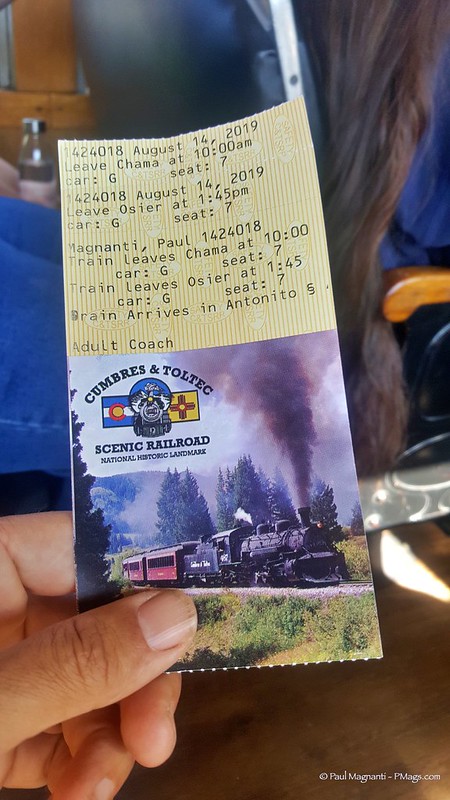 1424018 August 14, 2019
Leave Chama at 10:00am
car: G seat: 7
1424018 August 14, 2019
Leave Osier at 1:45pm
car: G seat: 7
Magnanti, Paul 1424018
Train leaves Chama at 10:00
car: G seat: 7
Train leaves Osier at 1:45
car: G seat: 7
Drain Arrives in Antonito §
Adult Coach
CUMBRES & TOLTEC
SCENIC RAILROAD
NATIONAL HISTORIC LANDMARK
© Paul Magnanti - PMags.com